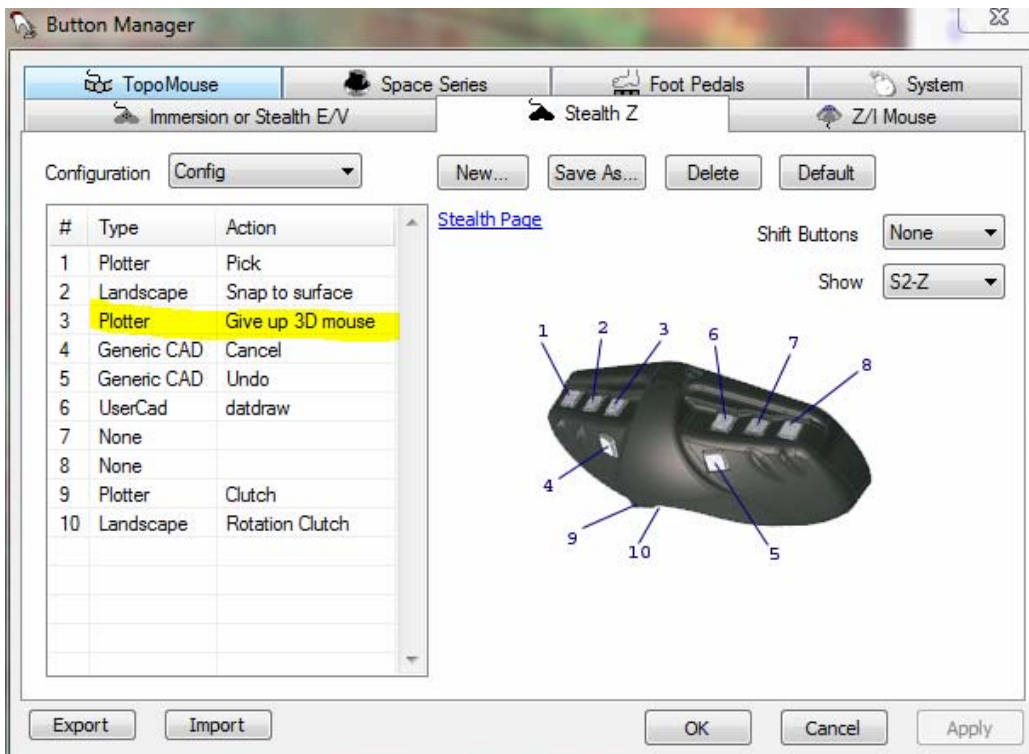 Button Manager
TopoMouse Space Series Foot Pedals System
Immersion or Stealth E/V Stealth Z Z/I Mouse
Configuration Config New... Save As... Delete Default
Stealth Page
Shift Buttons None
Show S2-Z
# Type Action
1 Plotter Pick
2 Landscape Snap to surface
3 Plotter Give up 3D mouse
4 Generic CAD Cancel
5 Generic CAD Undo
6 UserCad datdraw
7 None
8 None
9 Plotter Clutch
10 Landscape Rotation Clutch
1 2 3 6 7 8
4 9 10 5
Export Import OK Cancel Apply